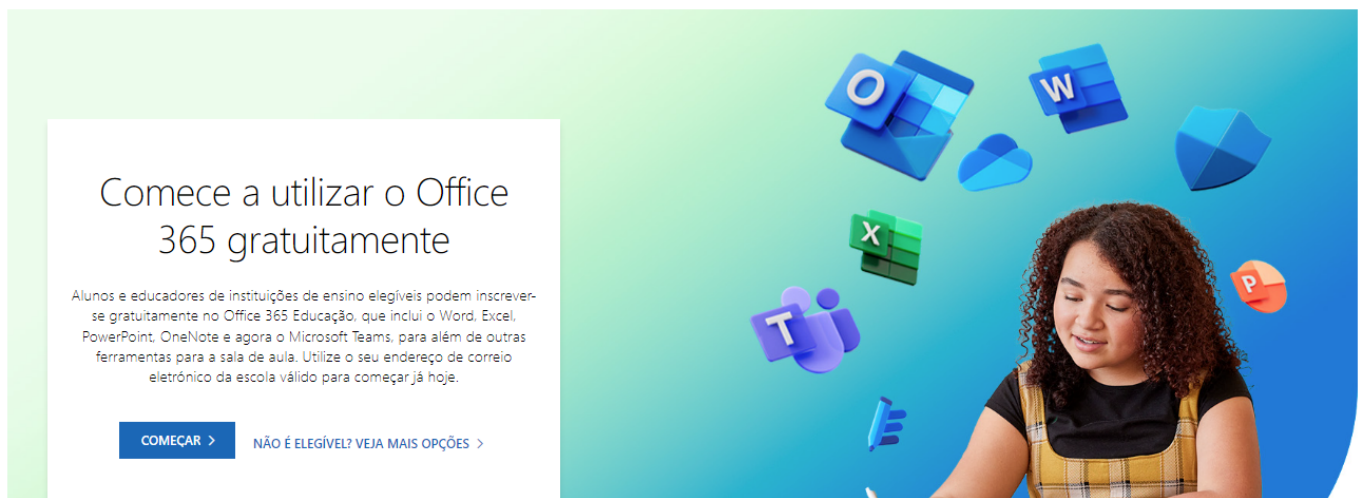 Comece a utilizar o Office
365 gratuitamente
Alunos e educadores de instituições de ensino elegíveis podem inscrever-
se gratuitamente no Office 365 Educação, que inclui o Word, Excel,
PowerPoint, OneNote e agora o Microsoft Teams, para além de outras
ferramentas para a sala de aula. Utilize o seu endereço de correio
eletrónico da escola válido para começar já hoje.
COMEÇAR >
NÃO É ELEGÍVEL? VEJA MAIS OPÇÕES >
O
W
X
P
T